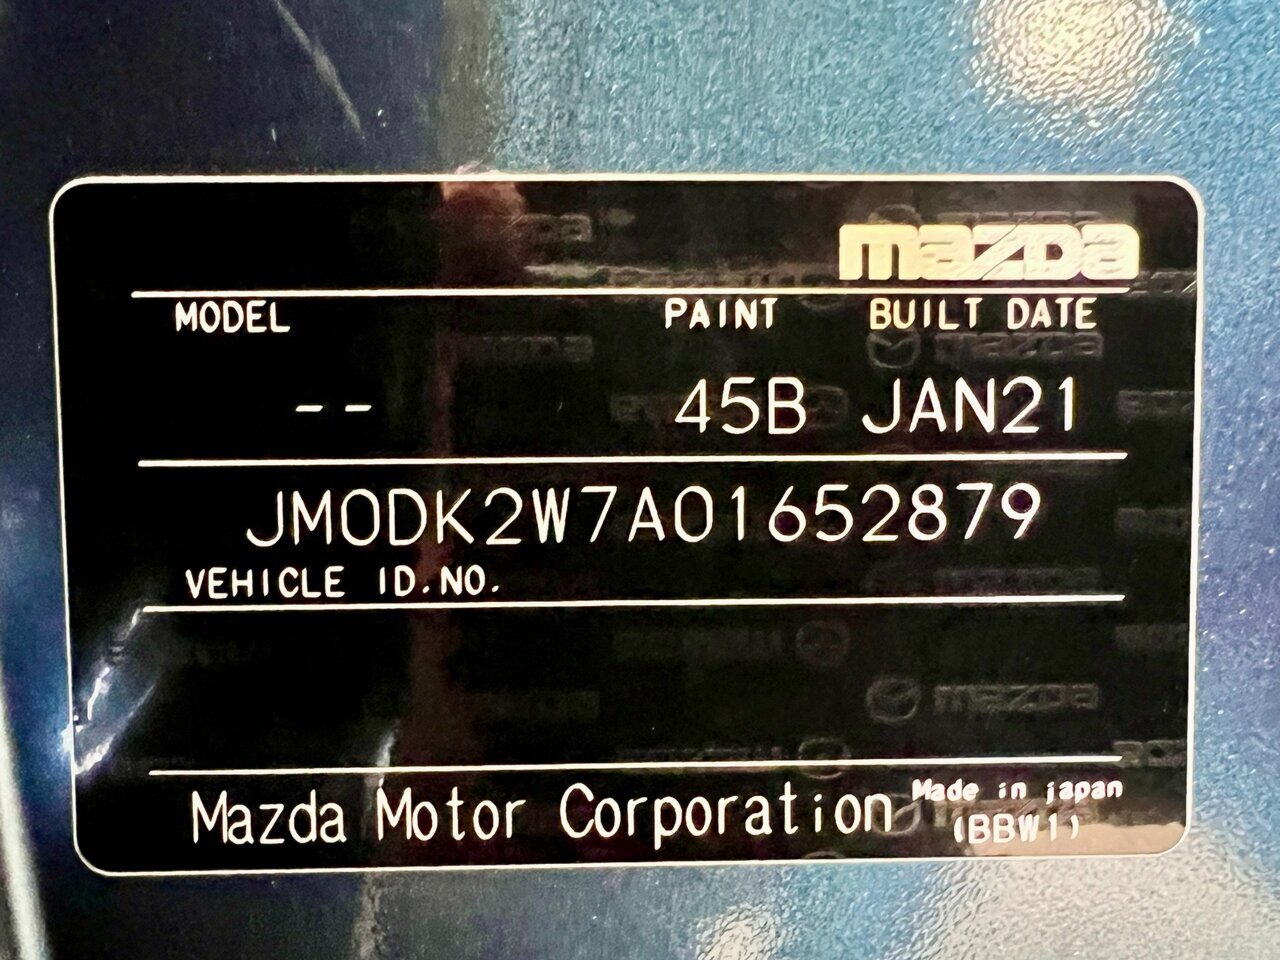 mazda
MODEL PAINT BUILT DATE
-- 45B JAN21
JM0DK2W7A01652879
VEHICLE ID.NO.
Mazda Motor Corporation Made in japan
(BBW1)